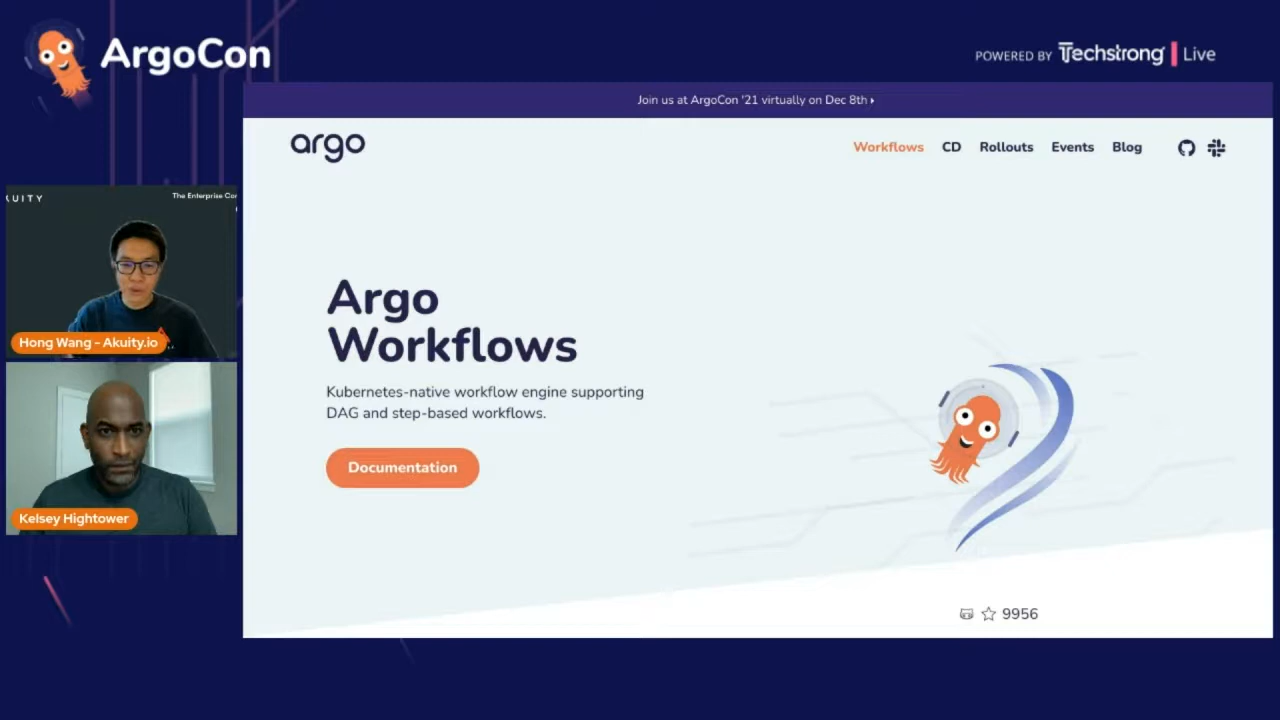 ArgoCon
POWERED BY Techstrong | Live
Join us at ArgoCon '21 virtually on Dec 8th
argo
Workflows CD Rollouts Events Blog
KUITY
The Enterprise Cor
Hong Wang - Akuity.io
Kelsey Hightower
Argo
Workflows
Kubernetes-native workflow engine supporting
DAG and step-based workflows.
Documentation
9956